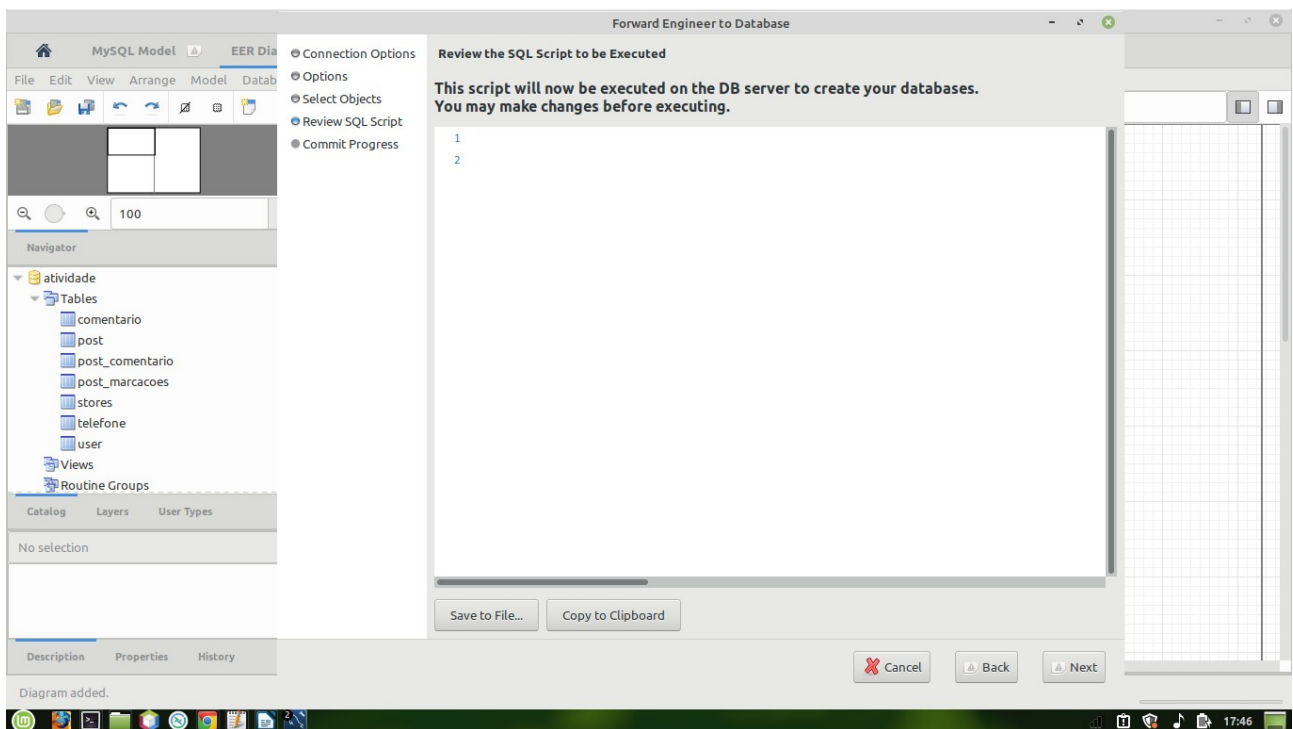 Forward Engineer to Database
MySQL Model
EER Dia
File Edit View Arrange Model Datab
100
Navigator
atividade
Tables
comentario
post
post_comentario
post_marcacoes
stores
telefone
user
Views
Routine Groups
Catalog Layers User Types
No selection
Description Properties History
Diagram added.
Connection Options
Options
Select Objects
Review SQL Script
Commit Progress
Review the SQL Script to be Executed
This script will now be executed on the DB server to create your databases.
You may make changes before executing.
1
2
Save to File... Copy to Clipboard
Cancel Back Next
2
17:46